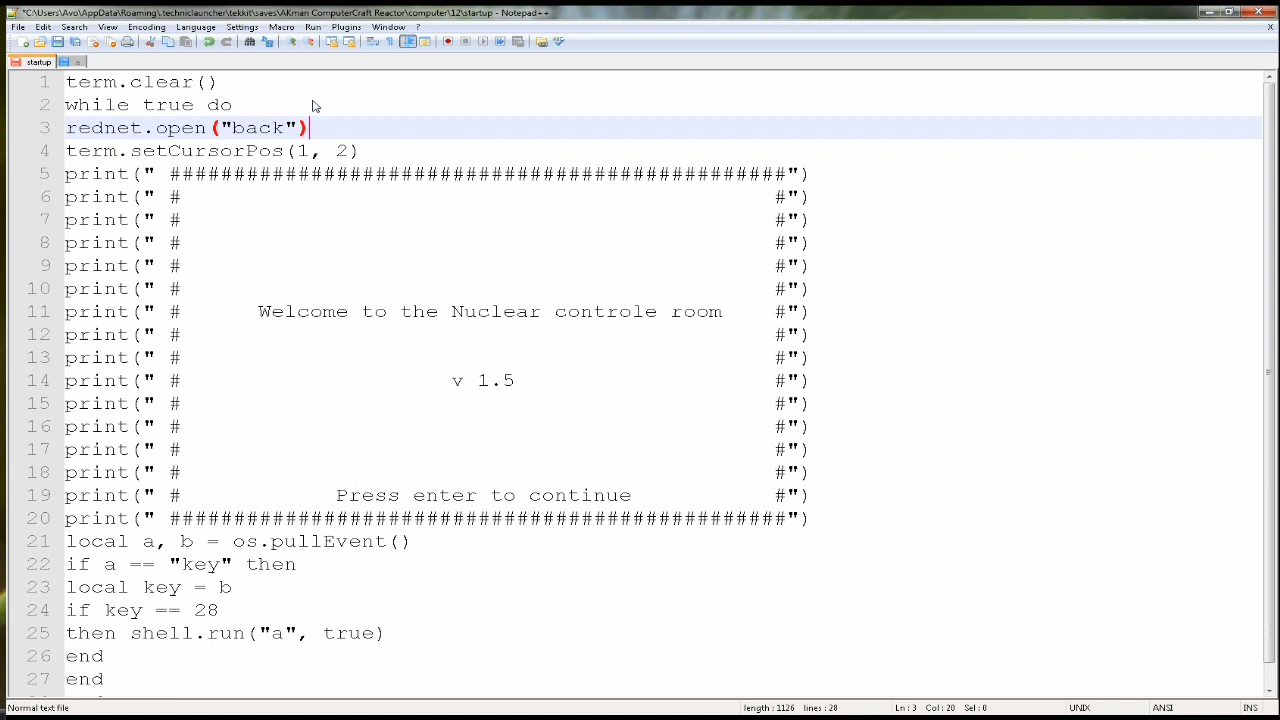 *C:\Users\Avo\AppData\Roaming\.techniclauncher\tekkit\saves\AKman ComputerCraft Reactor\computer\12\startup - Notepad++
File Edit Search View Encoding Language Settings Macro Run Plugins Window ? X
startup a
1 term.clear()
2 while true do
3 rednet.open("back")
4 term.setCursorPos(1, 2)
5 print(" ################################################")
6 print(" #                                              #")
7 print(" #                                              #")
8 print(" #                                              #")
9 print(" #                                              #")
10 print(" #                                              #")
11 print(" #      Welcome to the Nuclear controle room    #")
12 print(" #                                              #")
13 print(" #                                              #")
14 print(" #                     v 1.5                    #")
15 print(" #                                              #")
16 print(" #                                              #")
17 print(" #                                              #")
18 print(" #                                              #")
19 print(" #            Press enter to continue           #")
20 print(" ################################################")
21 local a, b = os.pullEvent()
22 if a == "key" then
23 local key = b
24 if key == 28
25 then shell.run("a", true)
26 end
27 end
Normal text file length : 1126 lines : 28 Ln : 3 Col : 20 Sel : 0 UNIX ANSI INS